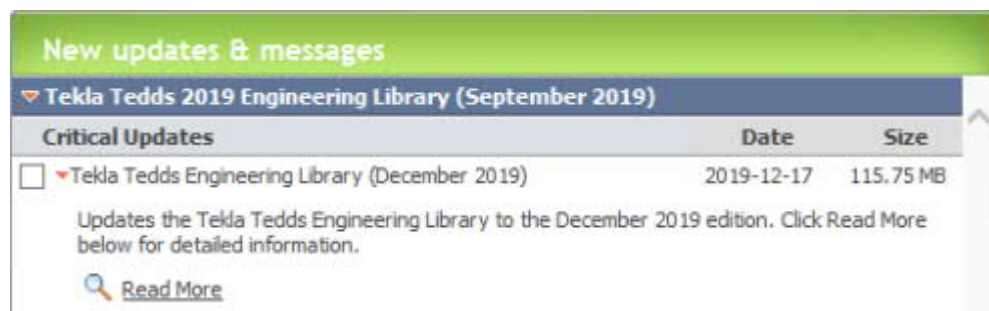 New updates & messages
Tekla Tedds 2019 Engineering Library (September 2019)
Critical Updates Date Size
Tekla Tedds Engineering Library (December 2019) 2019-12-17 115.75 MB
Updates the Tekla Tedds Engineering Library to the December 2019 edition. Click Read More
below for detailed information.
Read More